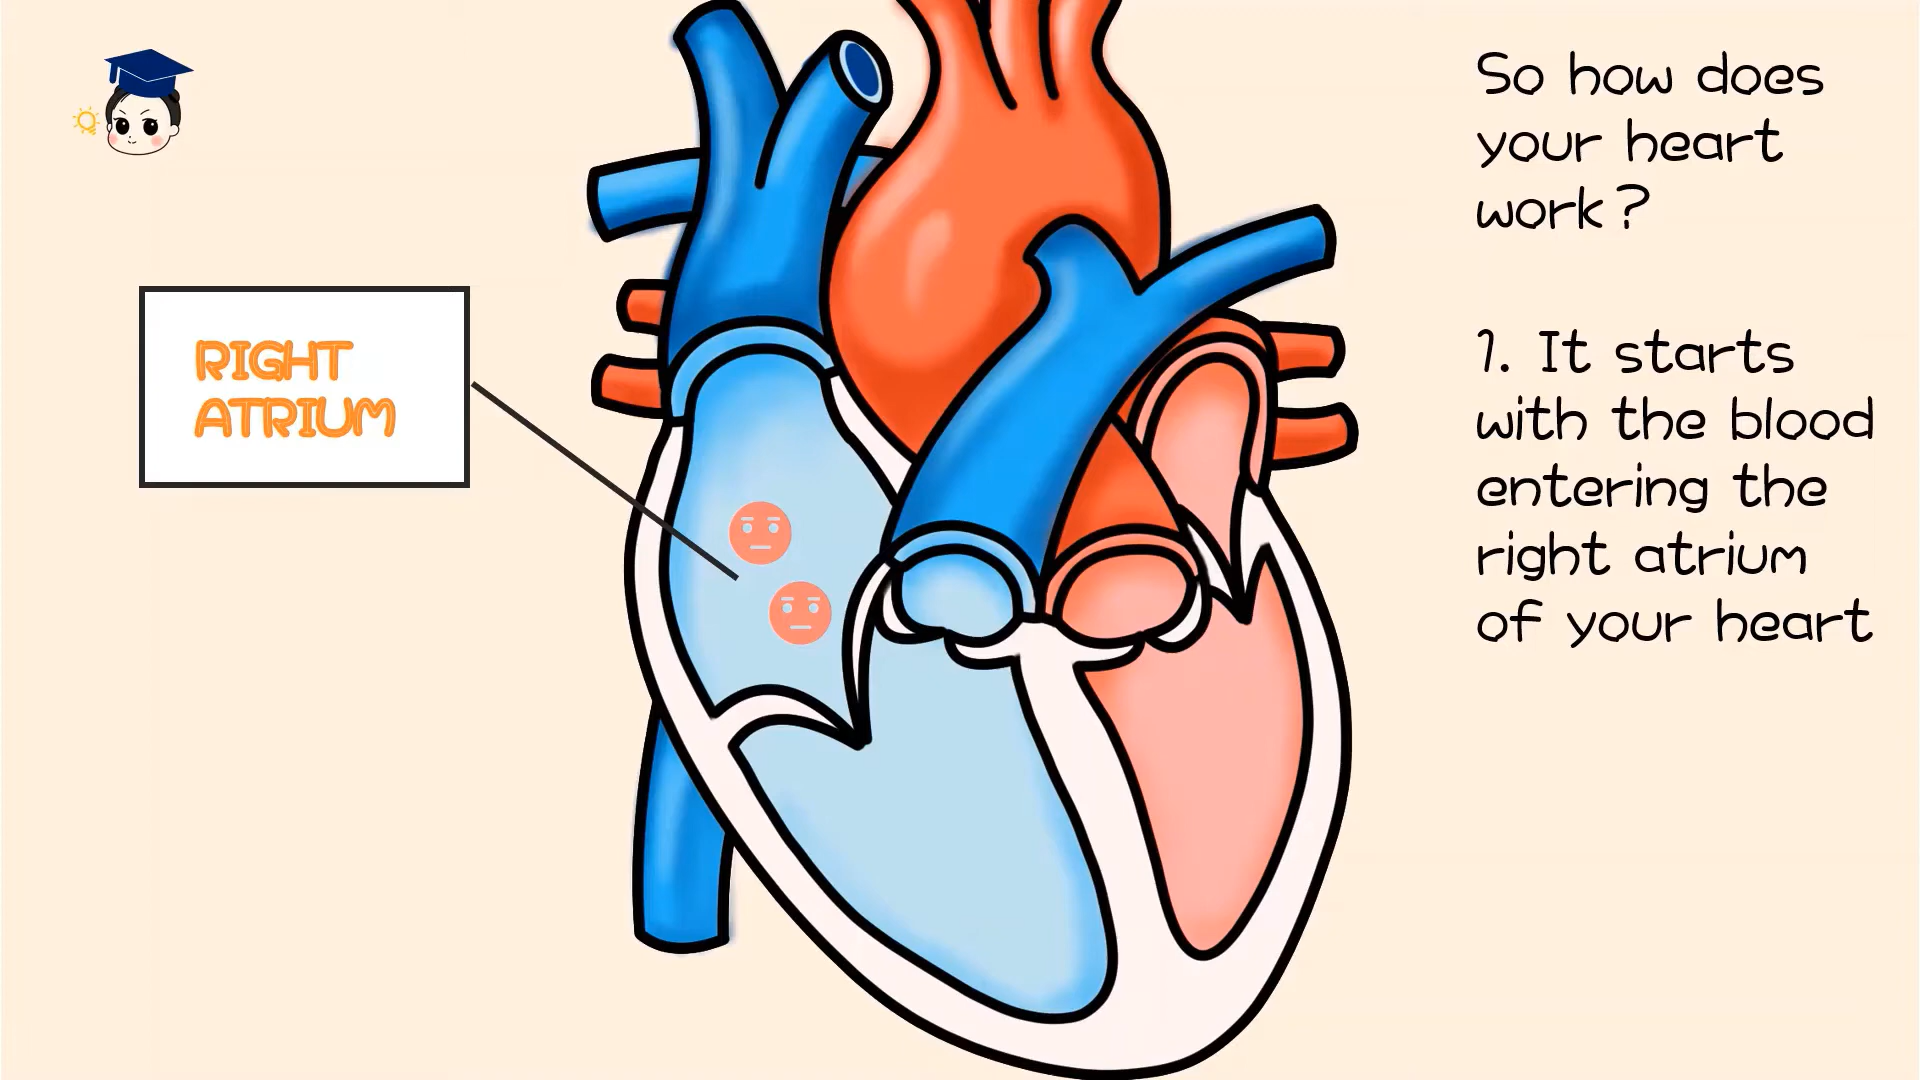 So how does
your heart
work?
RIGHT
ATRIUM
1. It starts
with the blood
entering the
right atrium
of your heart